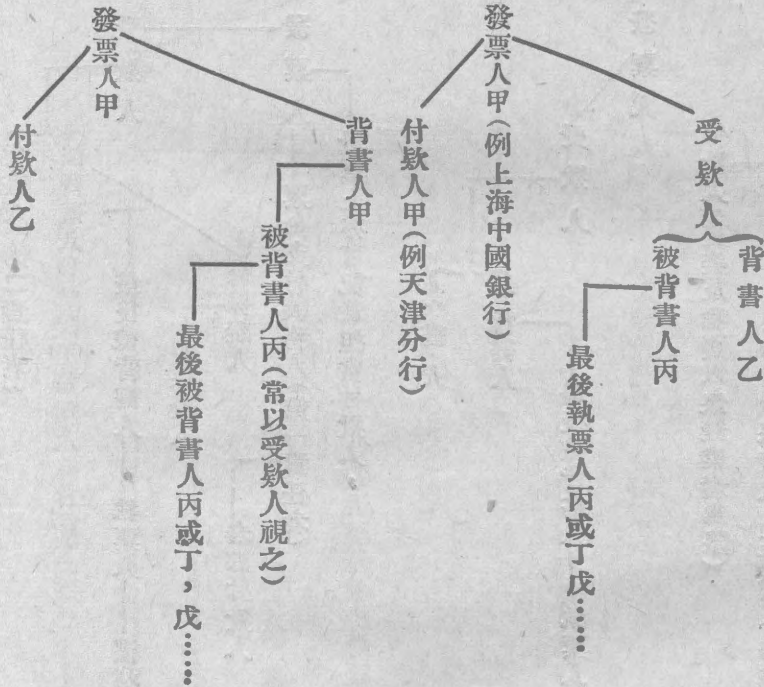 受欵人
背書人乙
被背書人丙
最後執票人丙或丁戊……
發票人甲(例上海中國銀行)
付欵人甲(例天津分行)
背書人甲
被背書人丙(常以受欵人視之)
最後被背書人丙或丁,戊……
發票人甲
付欵人乙